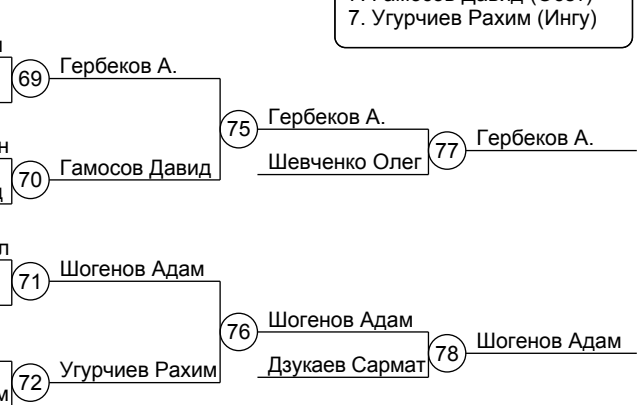 7. Угурчиев Рахим (Ингу)
69
Гербеков А.
75
Гербеков А.
70
Гамосов Давид
Шевченко Олег
77
Гербеков А.
71
Шогенов Адам
76
Шогенов Адам
72
Угурчиев Рахим
Дзукаев Сармат
78
Шогенов Адам